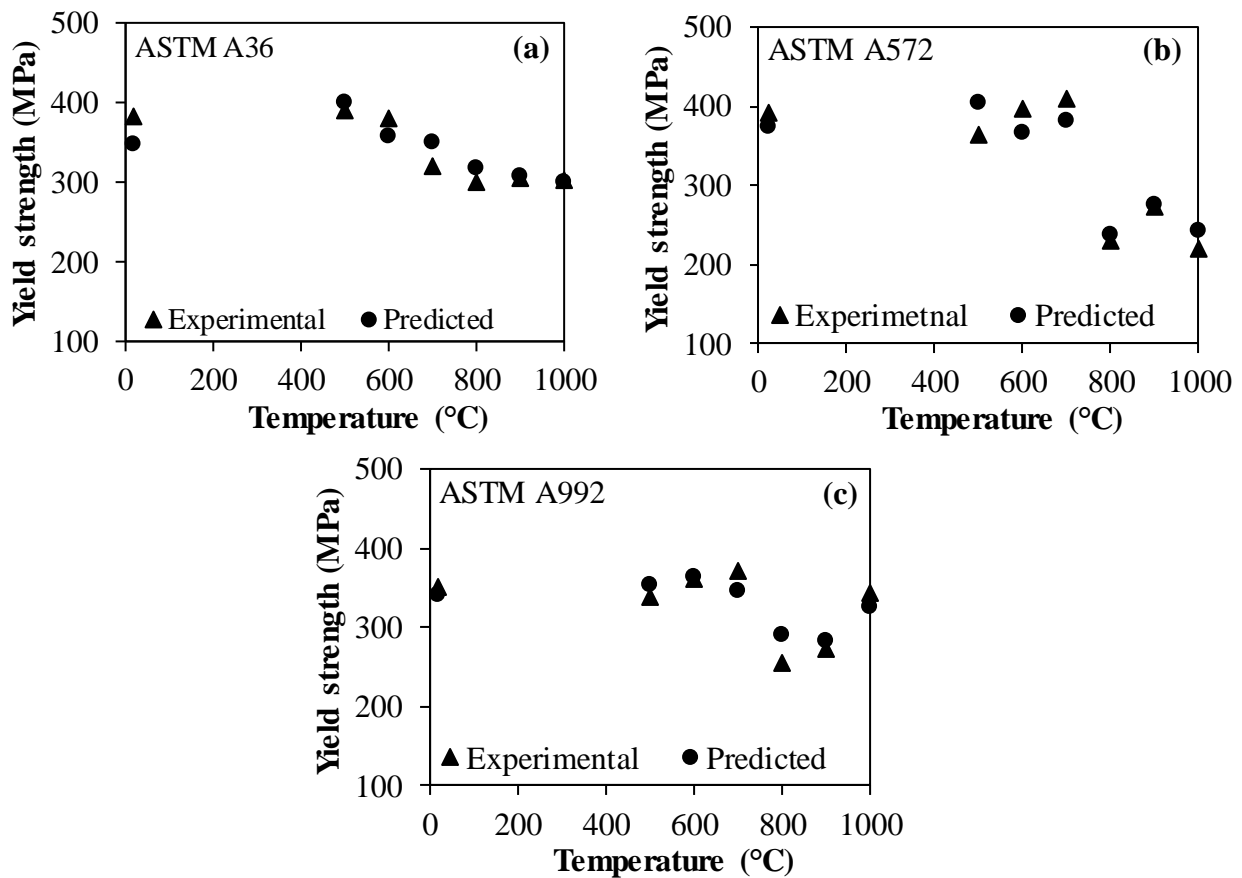 ASTM A36
(a)
Yield strength (MPa)
500
400
300
200
100
Experimental
Predicted
0 200 400 600 800 1000
Temperature (°C)
ASTM A572
(b)
Yield strength (MPa)
500
400
300
200
100
Experimetnal
Predicted
0 200 400 600 800 1000
Temperature (°C)
ASTM A992
(c)
Yield strength (MPa)
500
400
300
200
100
Experimental
Predicted
0 200 400 600 800 1000
Temperature (°C)